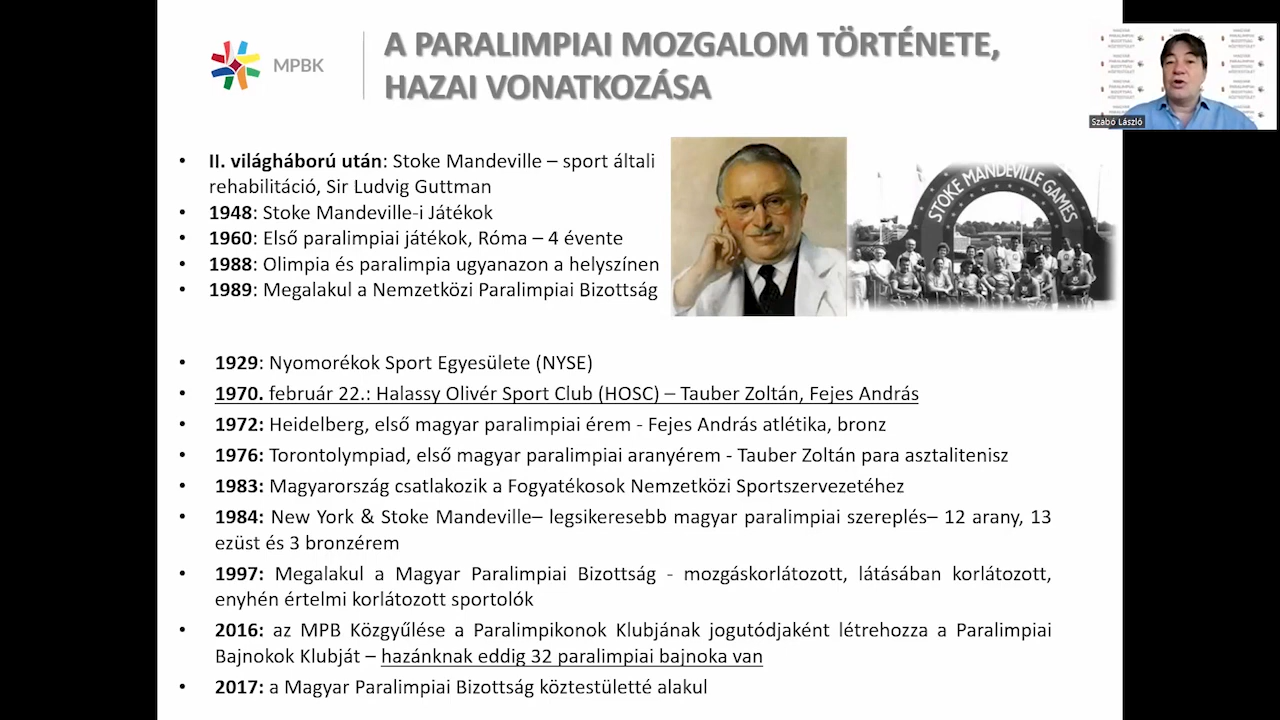 MPBK
A PARALIMPIAI MOZGALOM TÖRTÉNETE,
HAZAI VONATKOZÁSA
Szabó László
• II. világháború után: Stoke Mandeville – sport általi
rehabilitáció, Sir Ludvig Guttman
• 1948: Stoke Mandeville-i Játékok
• 1960: Első paralimpiai játékok, Róma – 4 évente
• 1988: Olimpia és paralimpia ugyanazon a helyszínen
• 1989: Megalakul a Nemzetközi Paralimpiai Bizottság
STOKE MANDEVILLE GAMES
• 1929: Nyomorékok Sport Egyesülete (NYSE)
• 1970. február 22.: Halassy Olivér Sport Club (HOSC) – Tauber Zoltán, Fejes András
• 1972: Heidelberg, első magyar paralimpiai érem - Fejes András atlétika, bronz
• 1976: Torontolympiad, első magyar paralimpiai aranyérem - Tauber Zoltán para asztalitenisz
• 1983: Magyarország csatlakozik a Fogyatékosok Nemzetközi Sportszervezetéhez
• 1984: New York & Stoke Mandeville– legsikeresebb magyar paralimpiai szereplés– 12 arany, 13
ezüst és 3 bronzérem
• 1997: Megalakul a Magyar Paralimpiai Bizottság - mozgáskorlátozott, látásában korlátozott,
enyhén értelmi korlátozott sportolók
• 2016: az MPB Közgyűlése a Paralimpikonok Klubjának jogutódjaként létrehozza a Paralimpiai
Bajnokok Klubját – hazánknak eddig 32 paralimpiai bajnoka van
• 2017: a Magyar Paralimpiai Bizottság köztestületté alakul